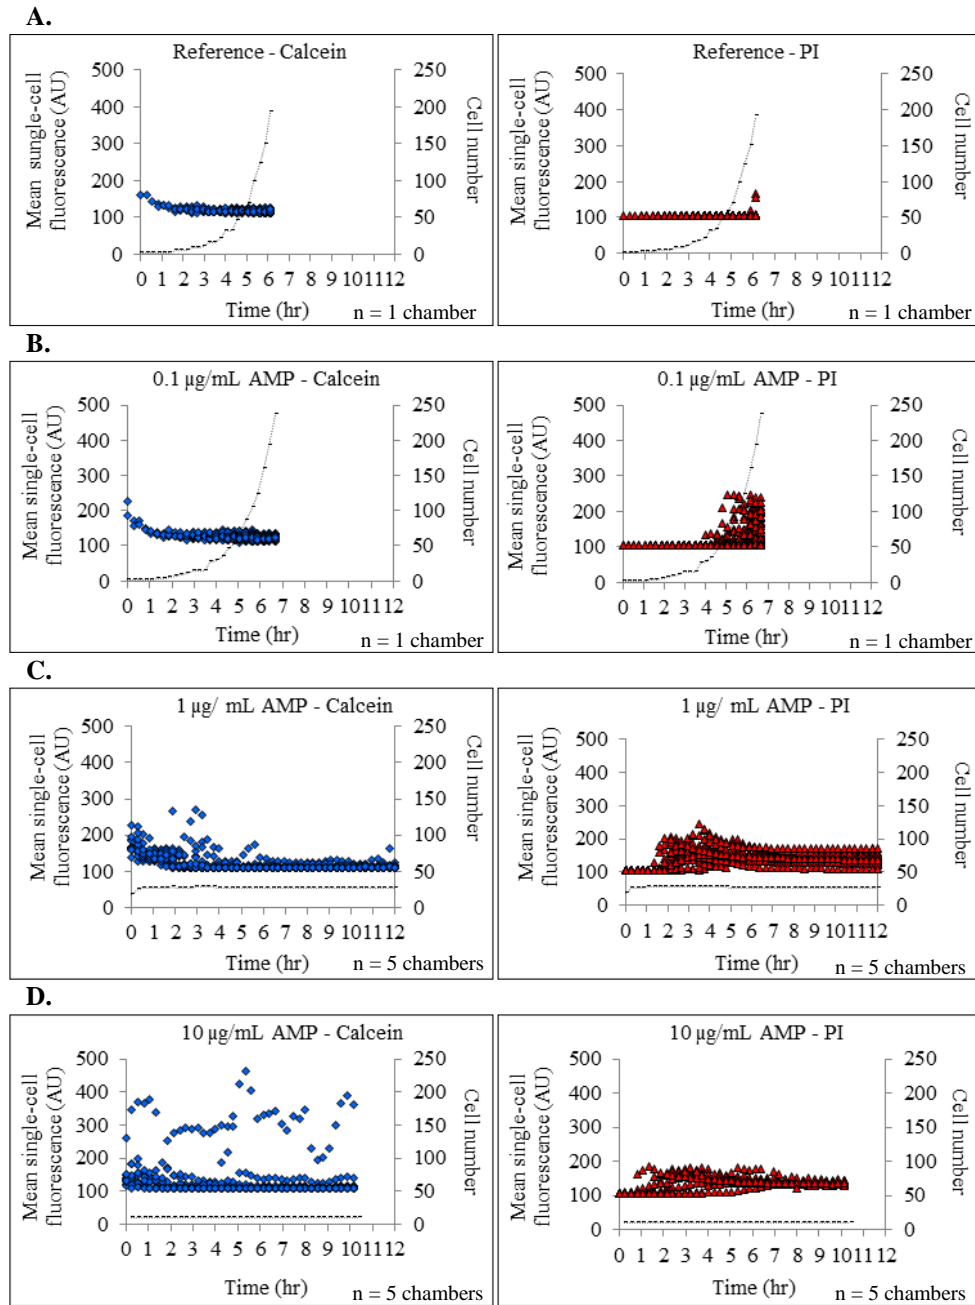 A.
Reference - Calcein
Mean sungle-cell
fluorescence (AU)
500
400
300
200
100
0
250
200
150
100
50
0
Cell number
0 1 2 3 4 5 6 7 8 9 101112
Time (hr)
n = 1 chamber
Reference - PI
Mean single-cell
fluorescence (AU)
500
400
300
200
100
0
250
200
150
100
50
0
Cell number
0 1 2 3 4 5 6 7 8 9 101112
Time (hr)
n = 1 chamber
B.
0.1 µg/mL AMP - Calcein
Mean single-cell
fluorescence (AU)
500
400
300
200
100
0
250
200
150
100
50
0
Cell number
0 1 2 3 4 5 6 7 8 9 101112
Time (hr)
n = 1 chamber
0.1 µg/mL AMP - PI
Mean single-cell
fluorescence (AU)
500
400
300
200
100
0
250
200
150
100
50
0
Cell number
0 1 2 3 4 5 6 7 8 9 101112
Time (hr)
n = 1 chamber
C.
1 µg/ mL AMP - Calcein
Mean single-cell
fluorescence (AU)
500
400
300
200
100
0
250
200
150
100
50
0
Cell number
0 1 2 3 4 5 6 7 8 9 101112
Time (hr)
n = 5 chambers
1 µg/ mL AMP - PI
Mean single-cell
fluorescence (AU)
500
400
300
200
100
0
250
200
150
100
50
0
Cell number
0 1 2 3 4 5 6 7 8 9 101112
Time (hr)
n = 5 chambers
D.
10 µg/mL AMP - Calcein
Mean single-cell
fluorescence (AU)
500
400
300
200
100
0
250
200
150
100
50
0
Cell number
0 1 2 3 4 5 6 7 8 9 101112
Time (hr)
n = 5 chambers
10 µg/mL AMP - PI
Mean single-cell
fluorescence (AU)
500
400
300
200
100
0
250
200
150
100
50
0
Cell number
0 1 2 3 4 5 6 7 8 9 101112
Time (hr)
n = 5 chambers